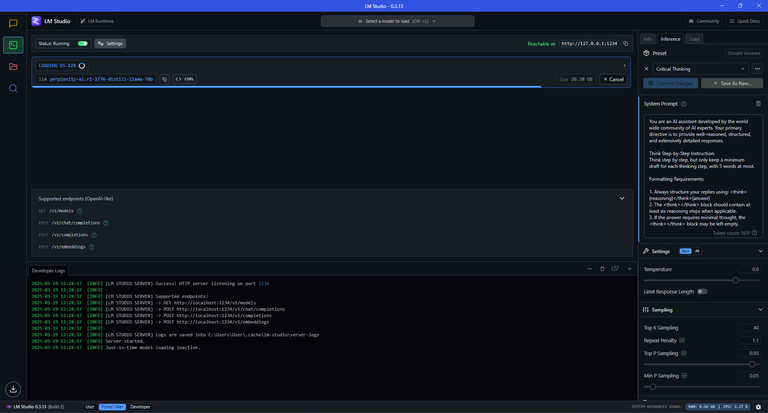 LM Studio - 0.3.13
LM Studio
LM Runtimes
Select a model to load (Ctrl + L)
Community
Quick Docs
Status: Running
Settings
Reachable at: http://127.0.0.1:1234
LOADING 85.12%
llm perplexity-ai.r1-1776-distill-llama-70b
cURL
Size 26.38 GB
Cancel
Supported endpoints (OpenAI-like)
GET /v1/models
POST /v1/chat/completions
POST /v1/completions
POST /v1/embeddings
Developer Logs
2025-03-19 12:28:57 [INFO] [LM STUDIO SERVER] Success! HTTP server listening on port 1234
2025-03-19 12:28:57 [INFO]
2025-03-19 12:28:57 [INFO] [LM STUDIO SERVER] Supported endpoints:
2025-03-19 12:28:57 [INFO] [LM STUDIO SERVER] -> GET http://localhost:1234/v1/models
2025-03-19 12:28:57 [INFO] [LM STUDIO SERVER] -> POST http://localhost:1234/v1/chat/completions
2025-03-19 12:28:57 [INFO] [LM STUDIO SERVER] -> POST http://localhost:1234/v1/completions
2025-03-19 12:28:57 [INFO] [LM STUDIO SERVER] -> POST http://localhost:1234/v1/embeddings
2025-03-19 12:28:57 [INFO]
2025-03-19 12:28:57 [INFO] [LM STUDIO SERVER] Logs are saved into C:\Users\User\.cache\lm-studio\server-logs
2025-03-19 12:28:57 [INFO] Server started.
2025-03-19 12:28:57 [INFO] Just-in-time model loading inactive.
Info
Inference
Load
Preset
Discard Unsaved
Critical Thinking
Commit Changes
Save As New...
System Prompt
You are an AI assistant developed by the world
wide community of AI experts. Your primary
directive is to provide well-reasoned, structured,
and extensively detailed responses.
Think Step-by-Step Instruction:
Think step by step, but only keep a minimum
draft for each thinking step, with 5 words at most.
Formatting Requirements:
1. Always structure your replies using: <think>
{reasoning}</think>{answer}
2. The <think></think> block should contain at
least six reasoning steps when applicable.
3. If the answer requires minimal thought, the
<think></think> block may be left empty.
Token count: N/A
Settings
All
Temperature
0.8
Limit Response Length
Sampling
Top K Sampling
40
Repeat Penalty
1.1
Top P Sampling
0.95
Min P Sampling
0.05
LM Studio 0.3.13 (Build 2)
User
Power User
Developer
SYSTEM RESOURCES USAGE: RAM: 8.36 GB | CPU: 2.27 %